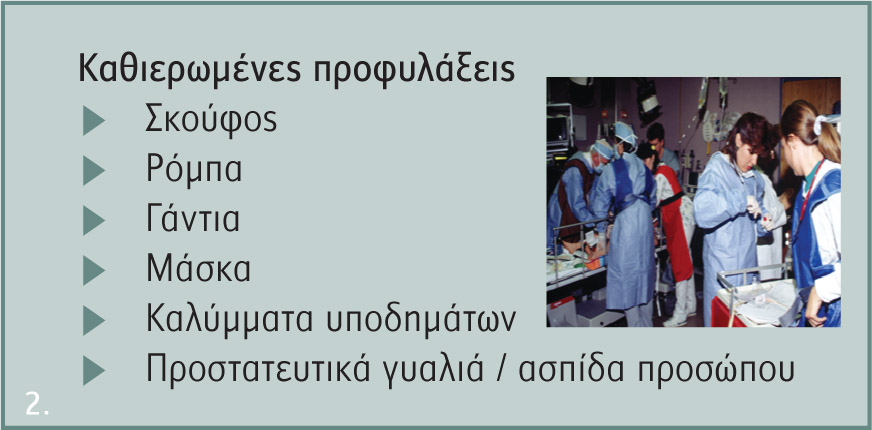 Καθιερωμένες προφυλάξεις
Σκούφος
Ρόμπα
Γάντια
Μάσκα
Καλύμματα υποδημάτων
Προστατευτικά γυαλιά / ασπίδα προσώπου
2.